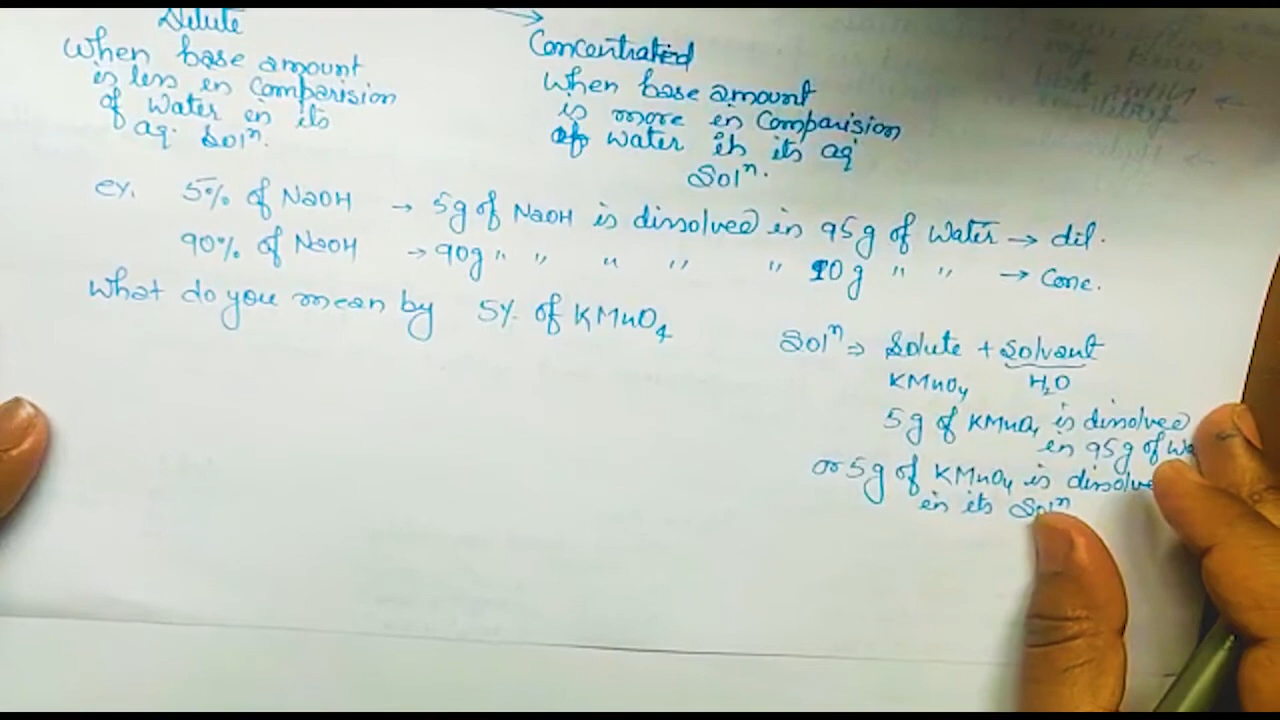 Dilute
When base amount
is less in Comparision
of Water in its
aq. Solⁿ.
→
Concentrated
When base amount
is more in Comparision
of water in its aq
Solⁿ.
ex. 5% of NaOH → 5g of NaOH is dissolved in 95g of Water → dil.
90% of NaOH → 90g " " " " " 10g " " → Conc.
What do you mean by 5% of KMnO₄
Solⁿ ⇒ Solute + Solvent
KMnO₄ H₂O
5g of KMnO₄ is dissolved
in 95g of
or 5g of KMnO₄ is
in its Solⁿ